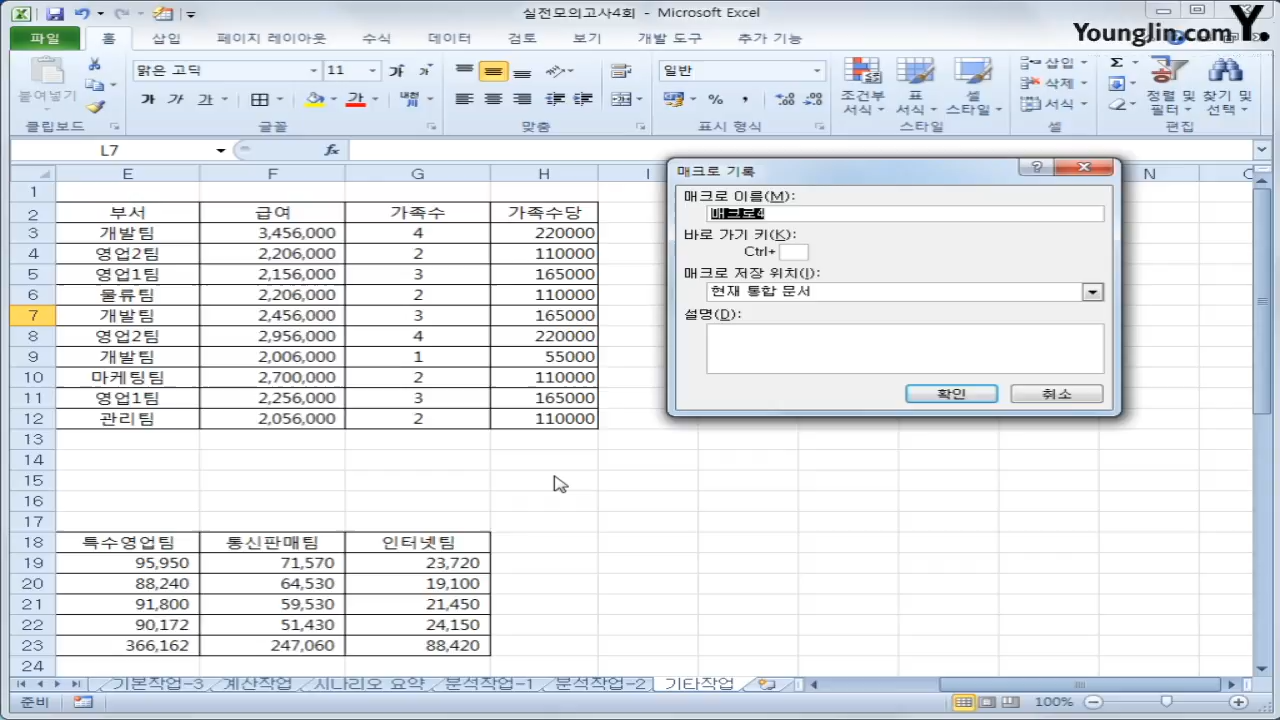 실전모의고사4회 - Microsoft Excel
YoungJin.com Y.
파일 홈 삽입 페이지 레이아웃 수식 데이터 검토 보기 개발 도구 추가 기능
붙여넣기
클립보드
맑은 고딕 11
가 가 가 가 가 내천
글꼴
맞춤
일반
%
표시 형식
조건부 서식
표 서식
셀 스타일
스타일
삽입
삭제
서식
셀
정렬 및 필터
찾기 및 선택
편집
L7 fx
E F G H I N
1
2 부서 급여 가족수 가족수당
3 개발팀 3,456,000 4 220000
4 영업2팀 2,206,000 2 110000
5 영업1팀 2,156,000 3 165000
6 물류팀 2,206,000 2 110000
7 개발팀 2,456,000 3 165000
8 영업2팀 2,956,000 4 220000
9 개발팀 2,006,000 1 55000
10 마케팅팀 2,700,000 2 110000
11 영업1팀 2,256,000 3 165000
12 관리팀 2,056,000 2 110000
13
14
15
16
17
18 특수영업팀 통신판매팀 인터넷팀
19 95,950 71,570 23,720
20 88,240 64,530 19,100
21 91,800 59,530 21,450
22 90,172 51,430 24,150
23 366,162 247,060 88,420
24
매크로 기록
매크로 이름(M):
매크로4
바로 가기 키(K):
Ctrl+
매크로 저장 위치(I):
현재 통합 문서
설명(D):
확인 취소
기본작업-3 계산작업 시나리오 요약 분석작업-1 분석작업-2 기타작업
준비 100%